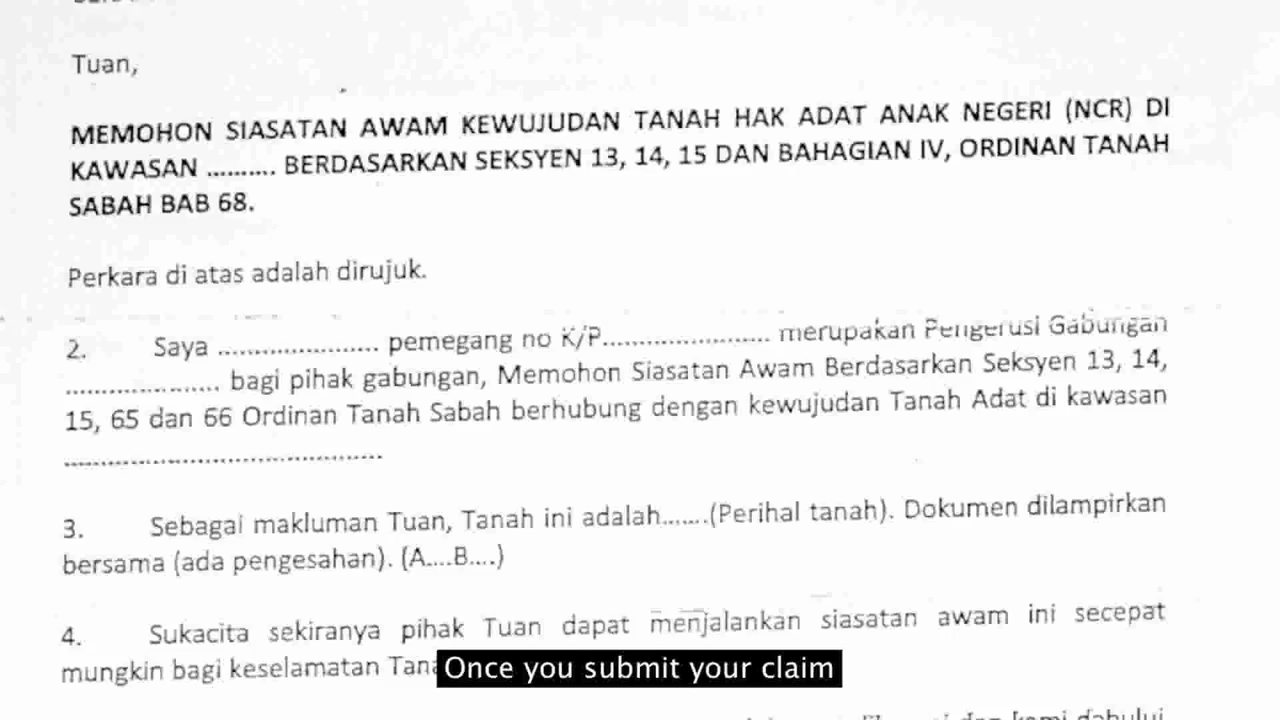 Tuan,
MEMOHON SIASATAN AWAM KEWUJUDAN TANAH HAK ADAT ANAK NEGERI (NCR) DI
KAWASAN ........... BERDASARKAN SEKSYEN 13, 14, 15 DAN BAHAGIAN IV, ORDINAN TANAH
SABAH BAB 68.
Perkara di atas adalah dirujuk.
2. Saya ...................... pemegang no K/P....................... merupakan Pengerusi Gabungan
..................... bagi pihak gabungan, Memohon Siasatan Awam Berdasarkan Seksyen 13, 14,
15, 65 dan 66 Ordinan Tanah Sabah berhubung dengan kewujudan Tanah Adat di kawasan
...........................................
3. Sebagai makluman Tuan, Tanah ini adalah.......(Perihal tanah). Dokumen dilampirkan
bersama (ada pengesahan). (A....B....)
4. Sukacita sekiranya pihak Tuan dapat menjalankan siasatan awam ini secepat
mungkin bagi keselamatan
Once you submit your claim
dan kami dahului